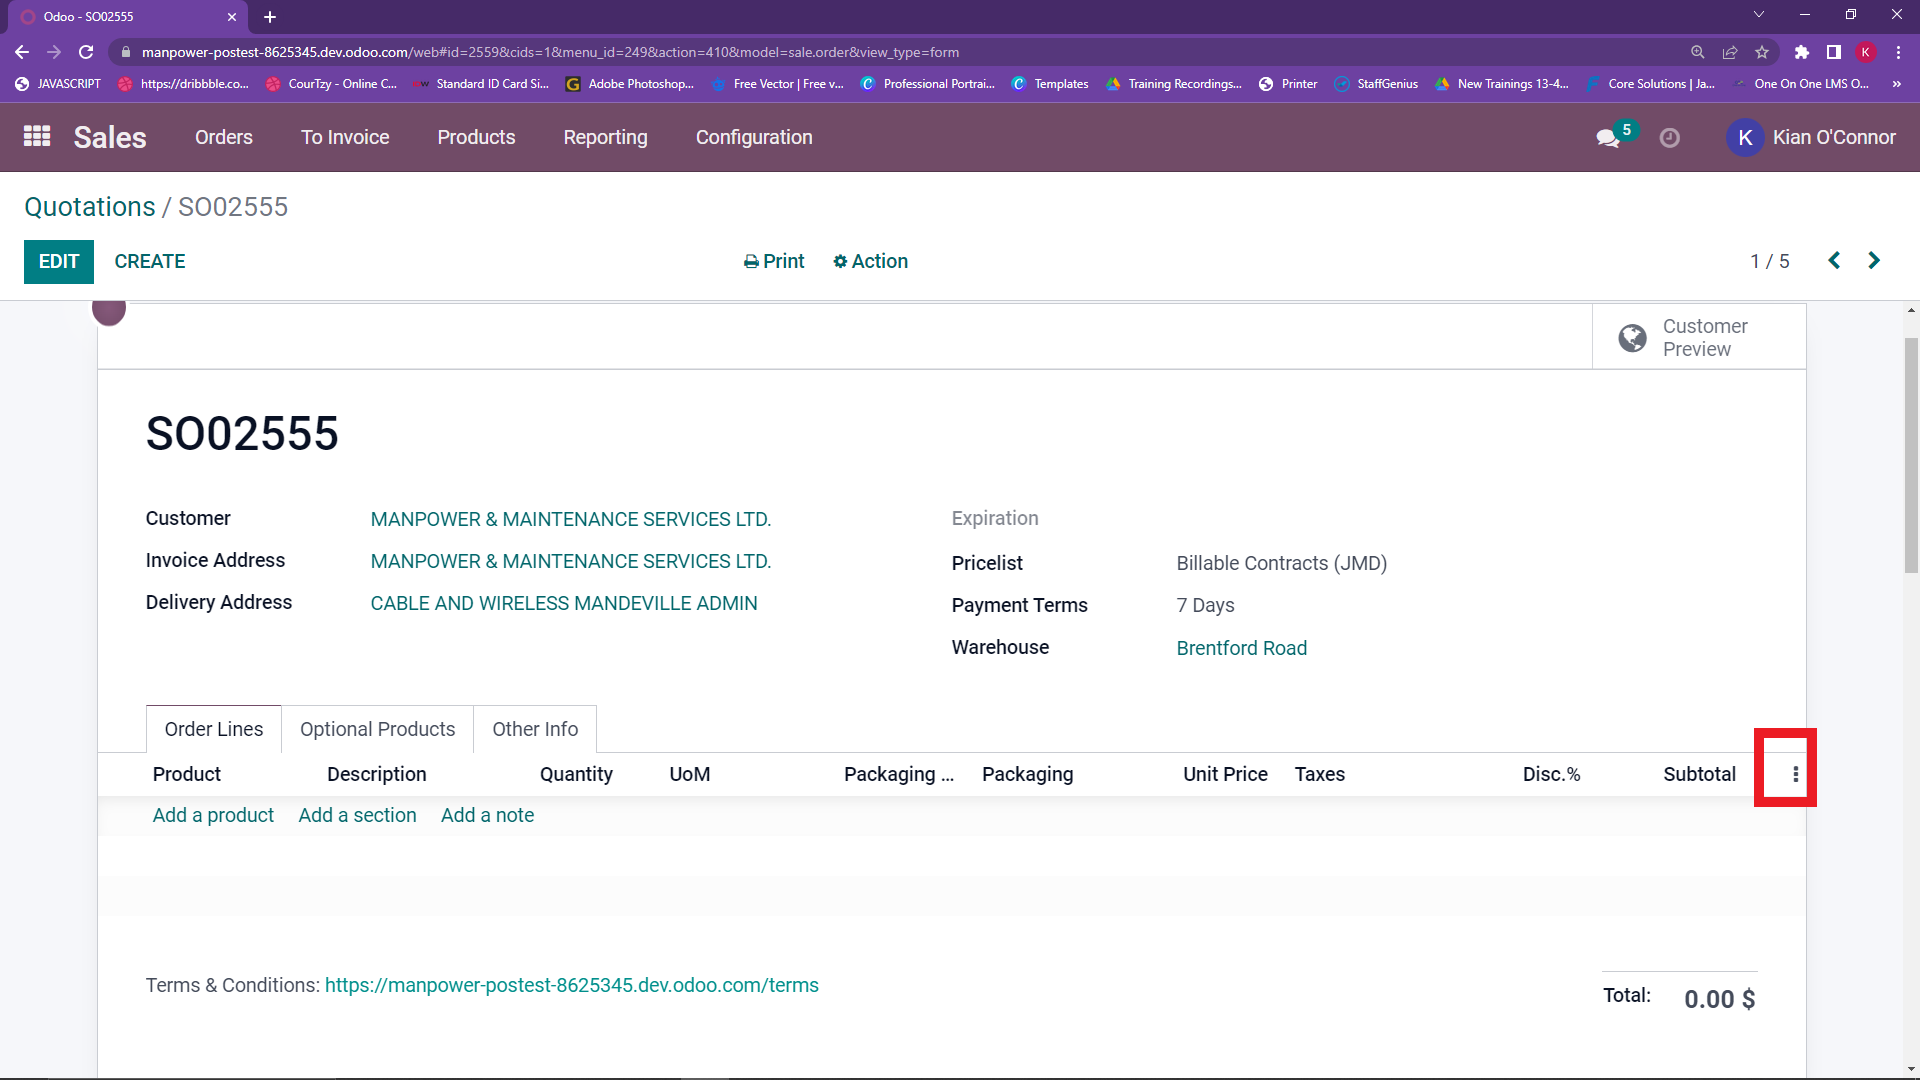 Odoo - SO02555
manpower-postest-8625345.dev.odoo.com/web#id=2559&cids=1&menu_id=249&action=410&model=sale.order&view_type=form
K
JAVASCRIPT https://dribbble.co... CourTzy - Online C... Standard ID Card Si... Adobe Photoshop... Free Vector | Free v... Professional Portrai... Templates Training Recordings... Printer StaffGenius New Trainings 13-4... Core Solutions | Ja... One On One LMS O... »
Sales Orders To Invoice Products Reporting Configuration 5 K Kian O'Connor
Quotations / SO02555
EDIT CREATE Print Action 1 / 5
Customer
Preview
SO02555
Customer MANPOWER & MAINTENANCE SERVICES LTD. Expiration
Invoice Address MANPOWER & MAINTENANCE SERVICES LTD. Pricelist Billable Contracts (JMD)
Delivery Address CABLE AND WIRELESS MANDEVILLE ADMIN Payment Terms 7 Days
Warehouse Brentford Road
Order Lines Optional Products Other Info
Product Description Quantity UoM Packaging ... Packaging Unit Price Taxes Disc.% Subtotal
Add a product Add a section Add a note
Terms & Conditions: https://manpower-postest-8625345.dev.odoo.com/terms
Total: 0.00 $